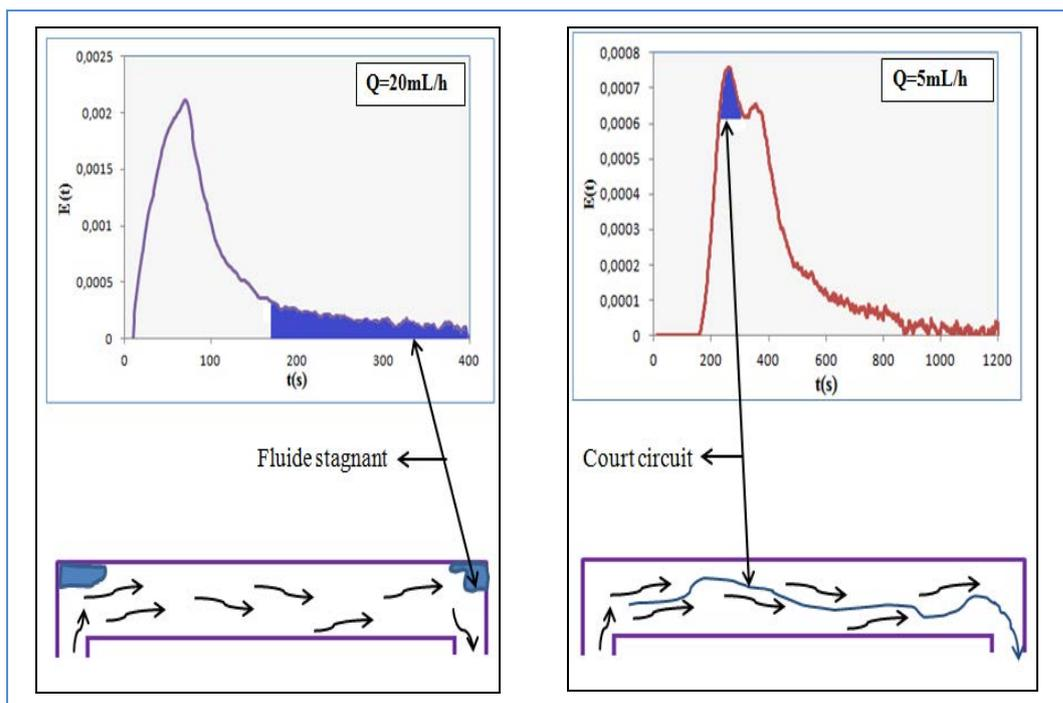 Q=20mL/h
0,0025
0,002
0,0015
0,001
0,0005
0
E(t)
0 100 200 300 400
t(s)
Q=5mL/h
0,0008
0,0007
0,0006
0,0005
0,0004
0,0003
0,0002
0,0001
0
E(t)
0 200 400 600 800 1000 1200
t(s)
Fluide stagnant
Court circuit